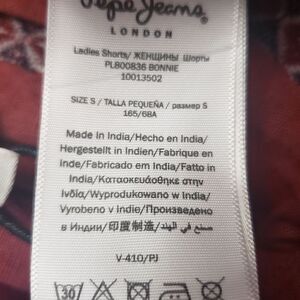 Pepe Jeans
LONDON
Ladies Shorts/ ЖЕНЩИНЫ Шорты
PL800836 BONNIE
10013502
SIZE S / TALLA PEQUEÑA / размер S
165/68A
Made in India/Hecho en India/
Hergestellt in Indien/Fabrique en
Inde/Fabricado em India/Fatto in
India/Κατασκευάσθηκε στην
Ινδία/Wyprodukowano w India/
Vyrobeno v Indie/Произведено
в Индии/印度制造/صنع في الهند
V-410/PJ
30